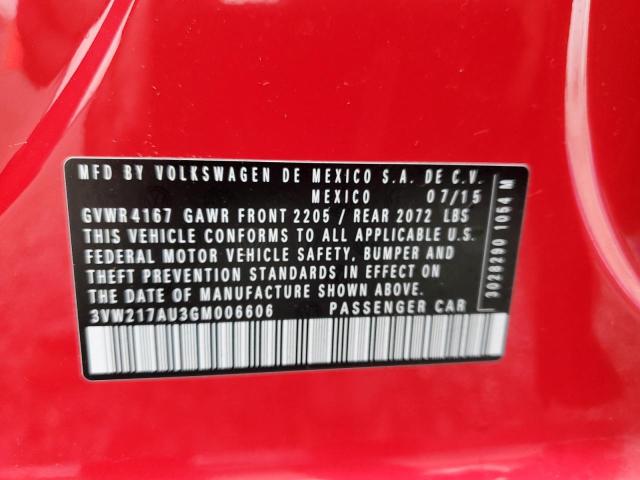 MFD BY VOLKSWAGEN DE MEXICO S.A. DE C.V.
MEXICO 07/15
GVWR4167 GAWR FRONT 2205 / REAR 2072 LBS
THIS VEHICLE CONFORMS TO ALL APPLICABLE U.S.
FEDERAL MOTOR VEHICLE SAFETY, BUMPER AND
THEFT PREVENTION STANDARDS IN EFFECT ON
THE DATE OF MANUFACTURE SHOWN ABOVE.
3VW217AU3GM006606 PASSENGER CAR
3028290 1054 M